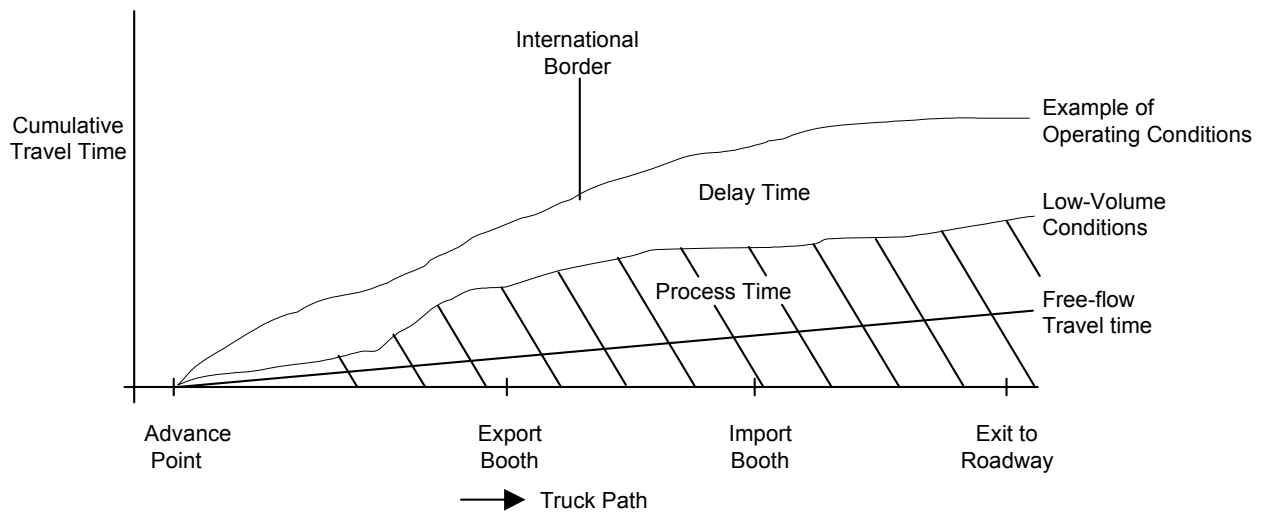 International
Border
Cumulative
Travel Time
Example of
Operating Conditions
Delay Time
Low-Volume
Conditions
Process Time
Free-flow
Travel time
Advance
Point
Export
Booth
Import
Booth
Exit to
Roadway
Truck Path